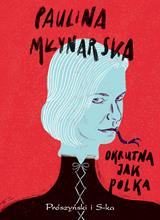 PAULINA
MŁYNARSKA
OKRUTNA
JAK
POLKA
Prószyński i S-ka